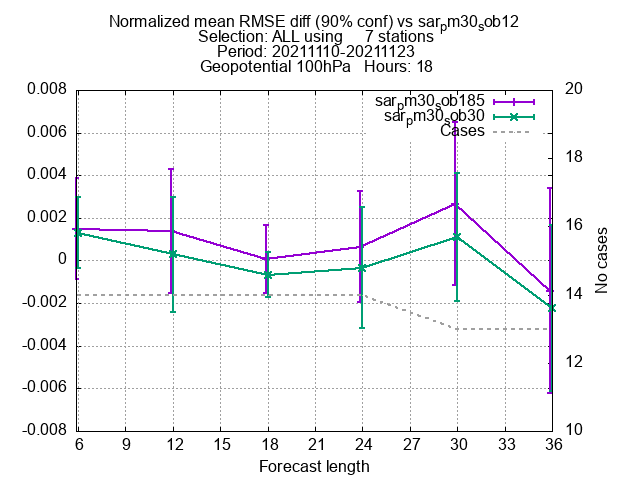 Normalized mean RMSE diff (90% conf) vs sarpm30sob12
Selection: ALL using 7 stations
Period: 20211110-20211123
Geopotential 100hPa Hours: 18
0.008
0.006
0.004
0.002
0
-0.002
-0.004
-0.006
-0.008
20
18
16
14
12
10
No cases
sarpm30sob185
sarpm30sob30
Cases
6 9 12 15 18 21 24 27 30 33 36
Forecast length